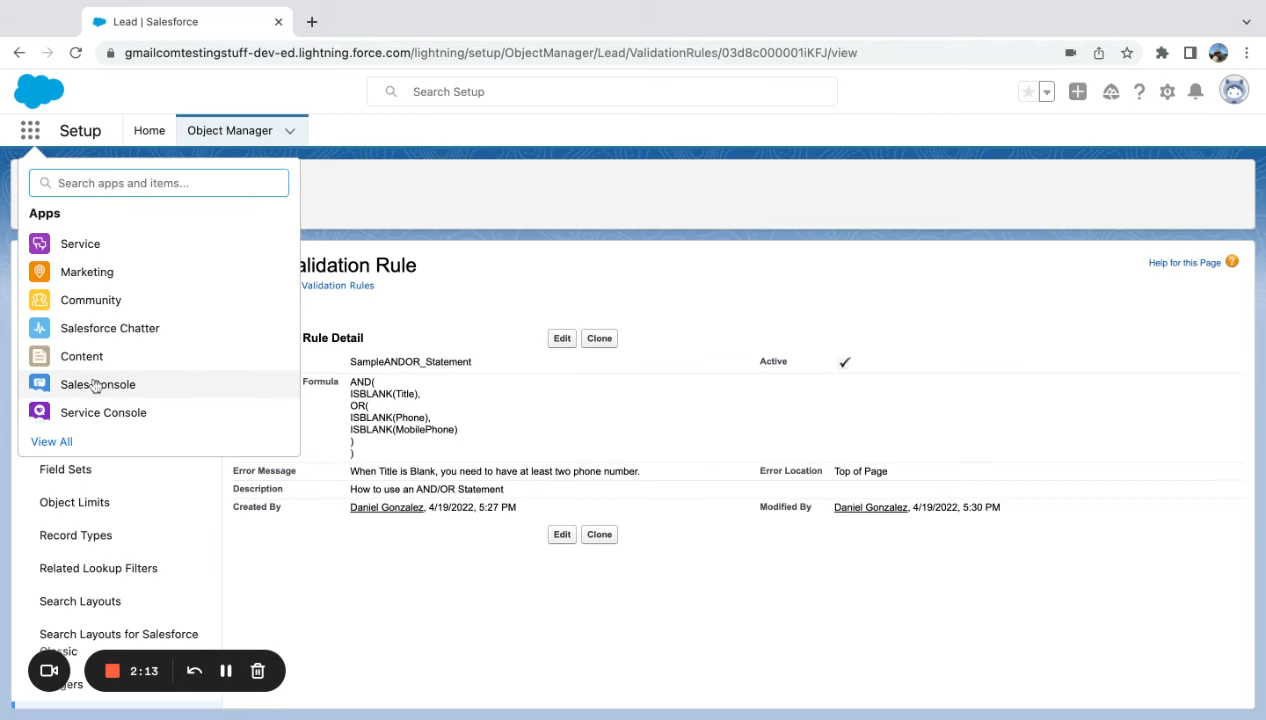 Lead | Salesforce
gmailcomtestingstuff-dev-ed.lightning.force.com/lightning/setup/ObjectManager/Lead/ValidationRules/03d8c000001iKFJ/view
Search Setup
Setup
Home
Object Manager
Search apps and items...
Apps
Service
Marketing
Community
Salesforce Chatter
Content
Sales Console
Service Console
View All
Field Sets
Object Limits
Record Types
Related Lookup Filters
Search Layouts
Search Layouts for Salesforce
2:13
alidation Rule
Help for this Page
Validation Rules
Rule Detail
Edit
Clone
SampleANDOR_Statement
Active
Formula
AND(
ISBLANK(Title),
OR(
ISBLANK(Phone),
ISBLANK(MobilePhone)
)
)
Error Message
When Title is Blank, you need to have at least two phone number.
Error Location
Top of Page
Description
How to use an AND/OR Statement
Created By
Daniel Gonzalez, 4/19/2022, 5:27 PM
Modified By
Daniel Gonzalez, 4/19/2022, 5:30 PM
Edit
Clone